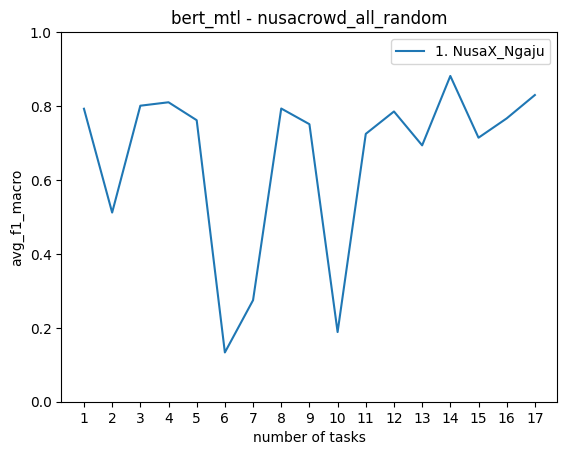 bert_mtl - nusacrowd_all_random
1. NusaX_Ngaju
avg_f1_macro
1.0
0.8
0.6
0.4
0.2
0.0
1 2 3 4 5 6 7 8 9 10 11 12 13 14 15 16 17
number of tasks